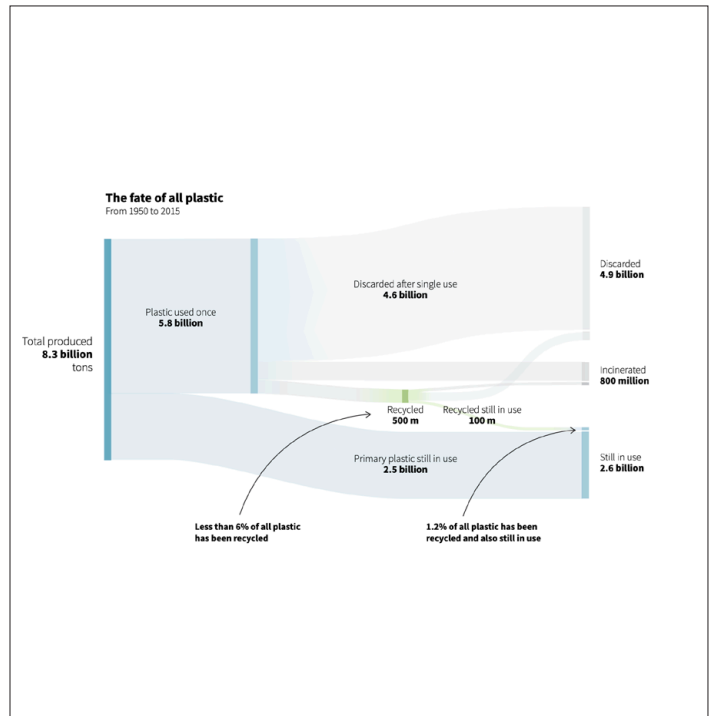 The fate of all plastic
From 1950 to 2015
Total produced
8.3 billion
tons
Plastic used once
5.8 billion
Discarded after single use
4.6 billion
Discarded
4.9 billion
Incinerated
800 million
Recycled
500 m
Recycled still in use
100 m
Primary plastic still in use
2.5 billion
Still in use
2.6 billion
Less than 6% of all plastic
has been recycled
1.2% of all plastic has been
recycled and also still in use